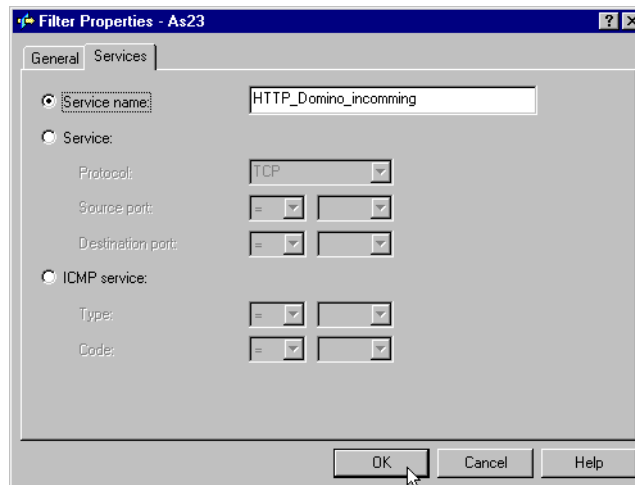 Filter Properties - As23
General Services
Service name: HTTP_Domino_incomming
Service:
Protocol: TCP
Source port: =
Destination port: =
ICMP service:
Type: =
Code: =
OK Cancel Help